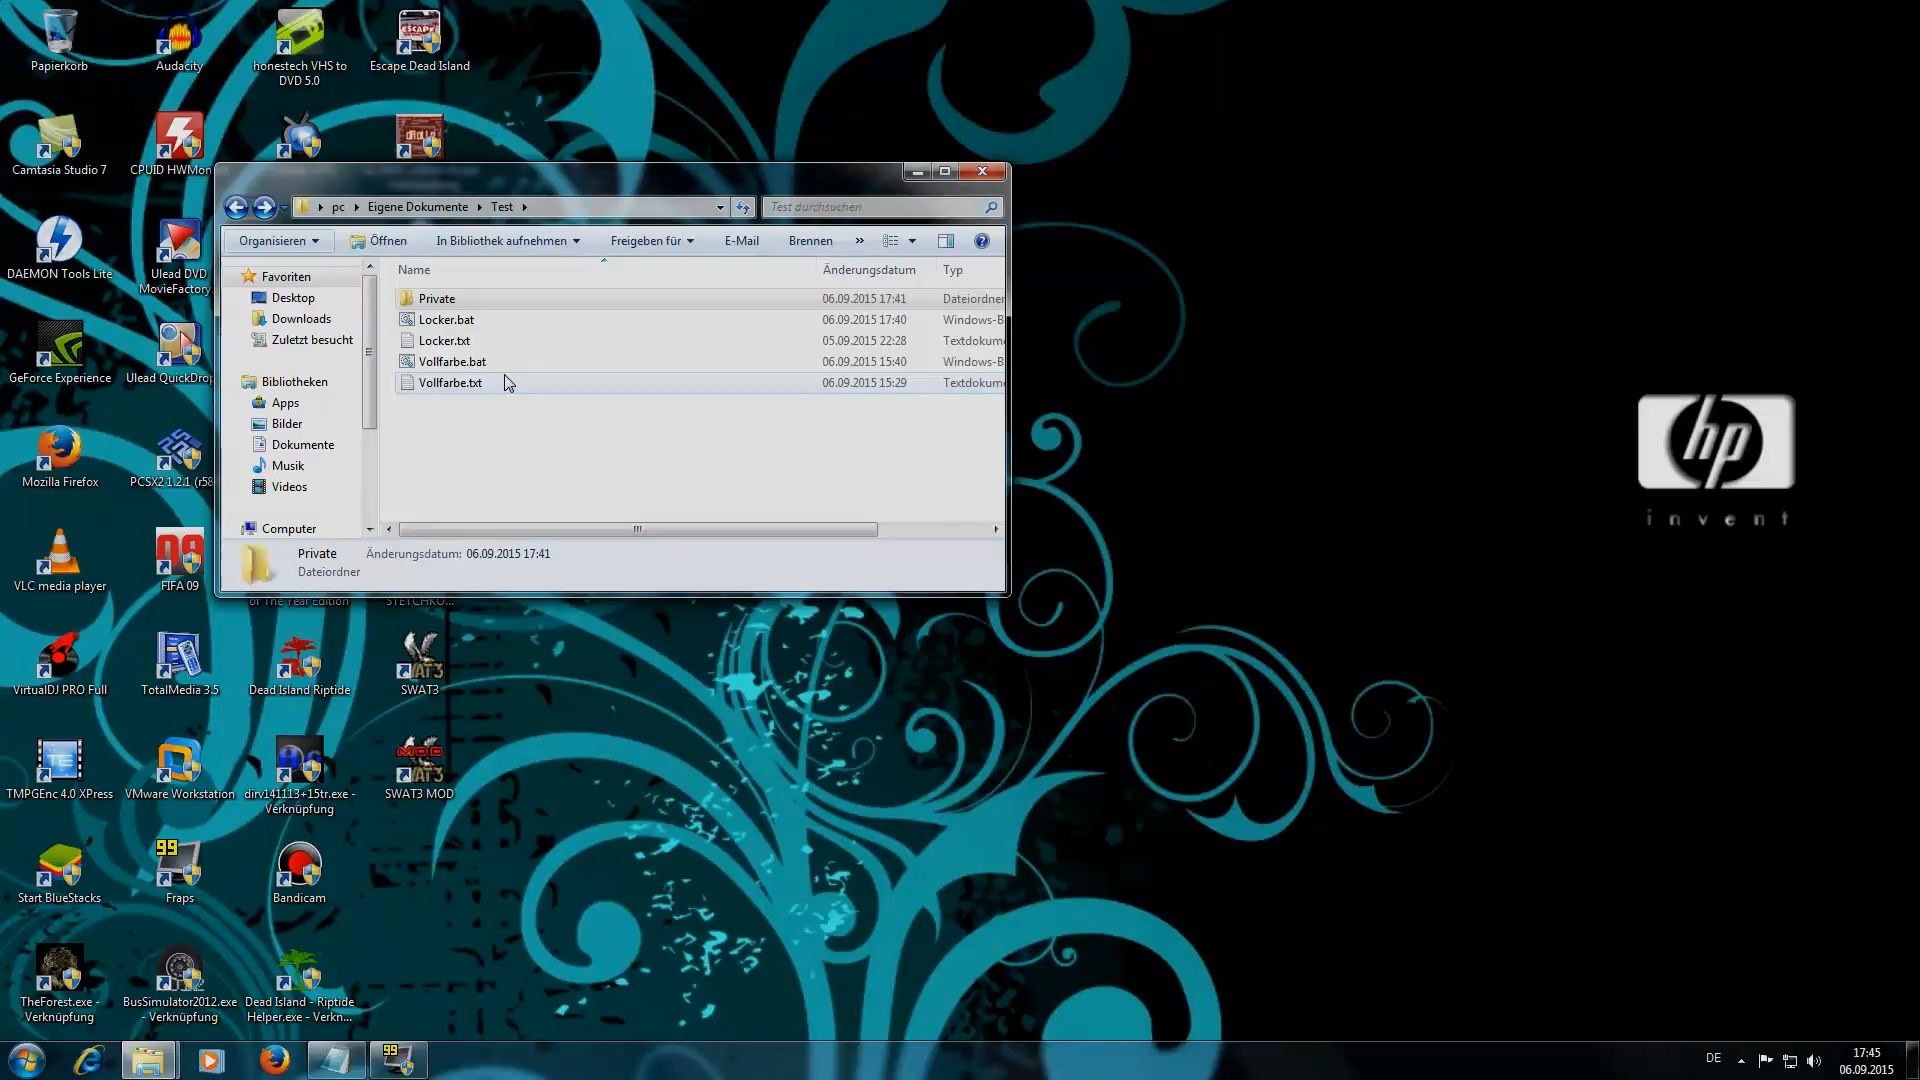 Papierkorb
Audacity
honestech VHS to
DVD 5.0
Escape Dead Island
Camtasia Studio 7
CPUID HWMon
DAEMON Tools Lite
Ulead DVD
MovieFactory
GeForce Experience
Ulead QuickDrop
Mozilla Firefox
PCSX2 1.2.1 (r58
VLC media player
FIFA 09
of The Year Edition
STETCHKO...
VirtualDJ PRO Full
TotalMedia 3.5
Dead Island Riptide
SWAT3
SWAT3
TMPGEnc 4.0 XPress
VMware Workstation
dirv141113+15tr.exe -
Verknüpfung
MOD
SWAT3
SWAT3 MOD
99
Start BlueStacks
Fraps
Bandicam
TheForest.exe -
Verknüpfung
BusSimulator2012.exe
- Verknüpfung
Dead Island - Riptide
Helper.exe - Verkn...
pc
Eigene Dokumente
Test
Test durchsuchen
Organisieren
Öffnen
In Bibliothek aufnehmen
Freigeben für
E-Mail
Brennen
»
Favoriten
Desktop
Downloads
Zuletzt besucht
Bibliotheken
Apps
Bilder
Dokumente
Musik
Videos
Computer
Name
Änderungsdatum
Typ
Private
06.09.2015 17:41
Dateiordner
Locker.bat
06.09.2015 17:40
Windows-B
Locker.txt
05.09.2015 22:28
Textdokume
Vollfarbe.bat
06.09.2015 15:40
Windows-B
Vollfarbe.txt
06.09.2015 15:29
Textdokume
Private
Änderungsdatum: 06.09.2015 17:41
Dateiordner
hp
invent
99
DE
17:45
06.09.2015